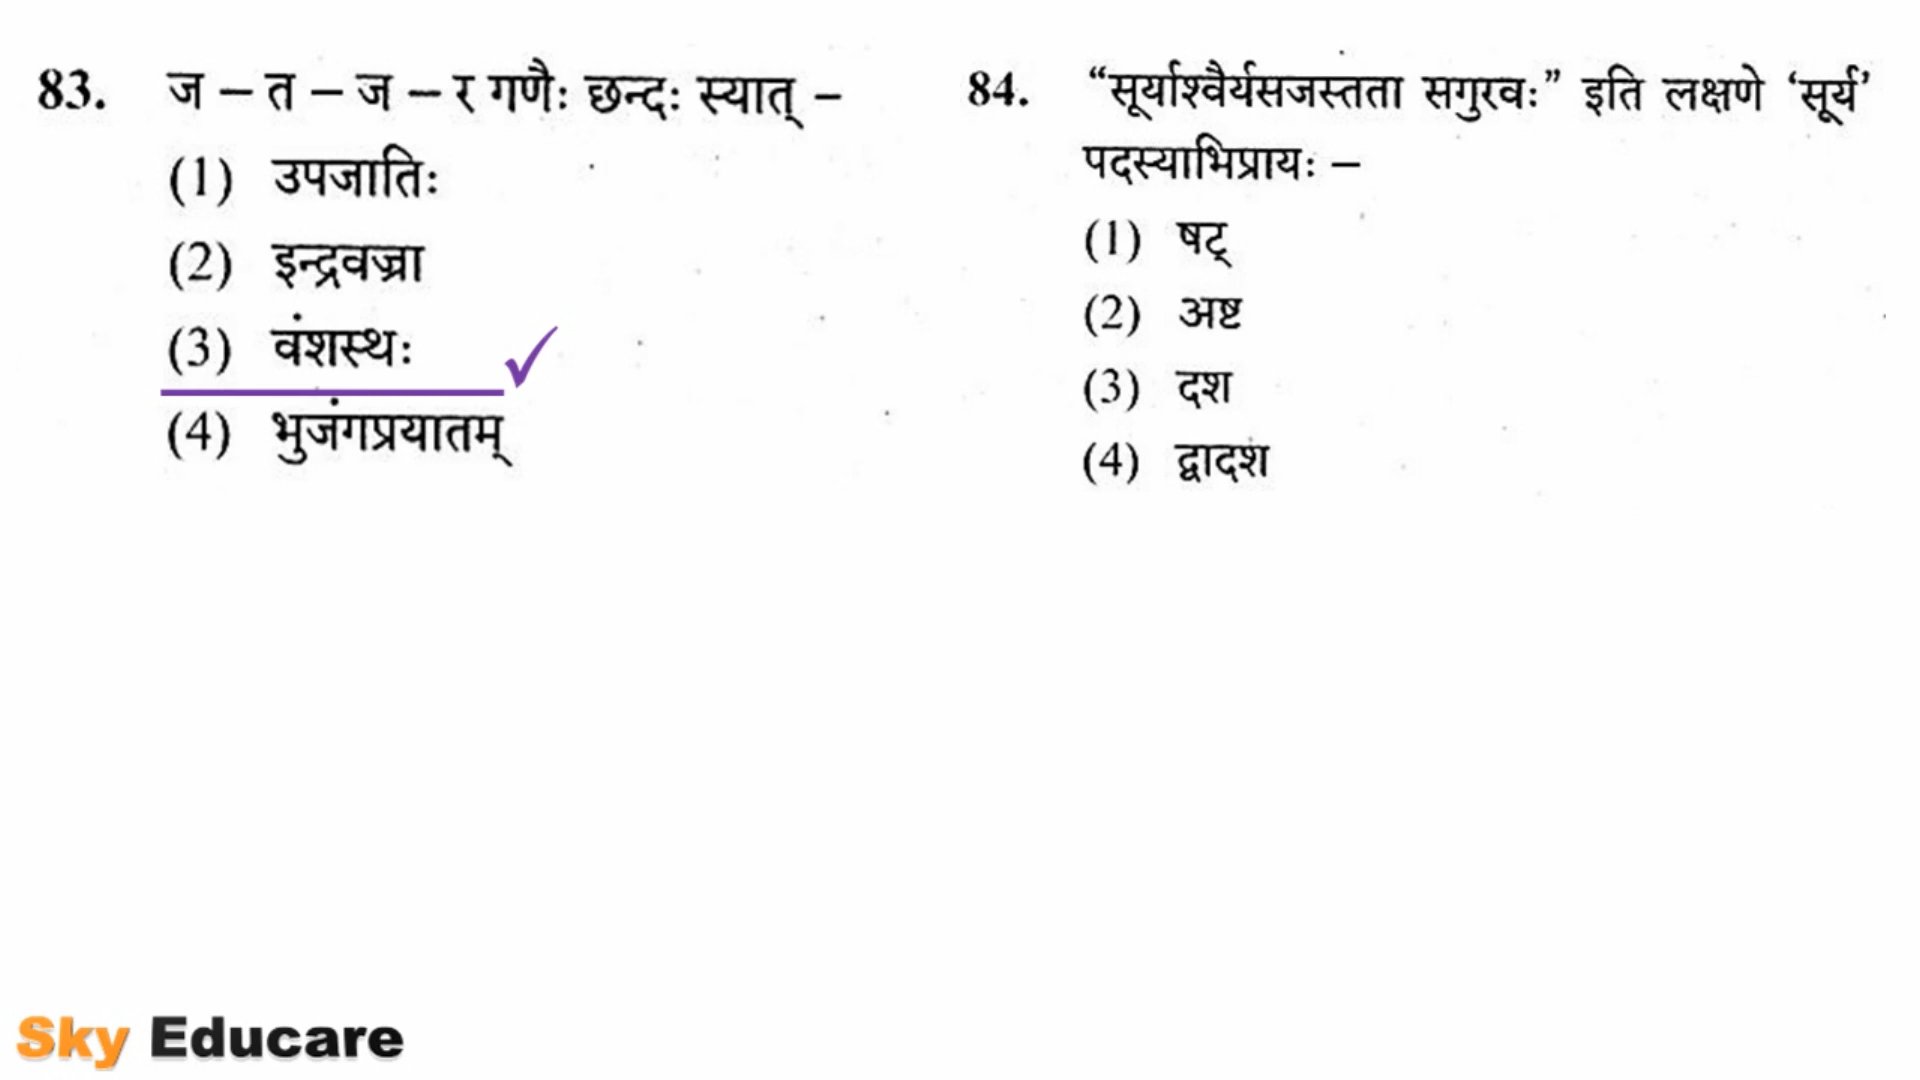 83. ज – त – ज – र गणैः छन्दः स्यात् –
(1) उपजातिः
(2) इन्द्रवज्रा
(3) वंशस्थः
(4) भुजंगप्रयातम्
84. “सूर्याश्वैर्यसजस्तता सगुरवः” इति लक्षणे ‘सूर्य’
पदस्याभिप्रायः –
(1) षट्
(2) अष्ट
(3) दश
(4) द्वादश
Sky Educare